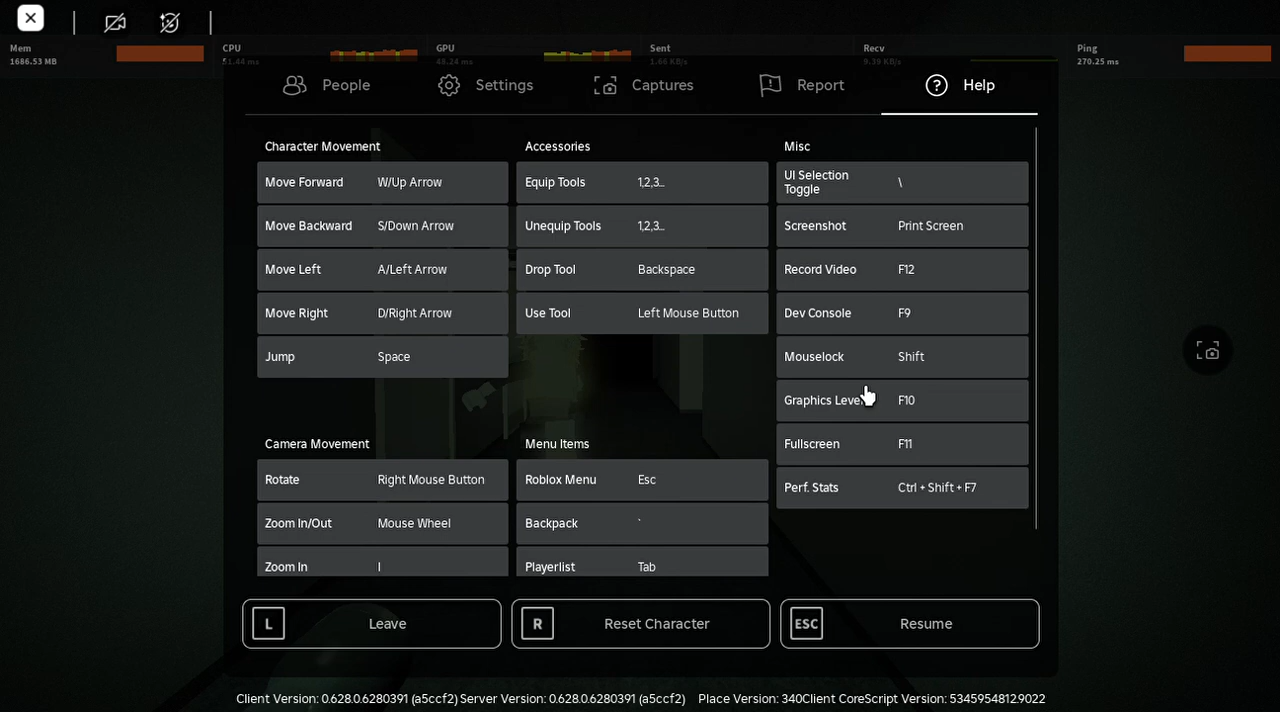 Mem
1686.53 MB
CPU
51.44 ms
GPU
48.24 ms
Sent
1.66 KB/s
Recv
9.39 KB/s
Ping
270.25 ms
People
Settings
Captures
Report
Help
Character Movement
Move Forward W/Up Arrow
Move Backward S/Down Arrow
Move Left A/Left Arrow
Move Right D/Right Arrow
Jump Space
Accessories
Equip Tools 1,2,3...
Unequip Tools 1,2,3...
Drop Tool Backspace
Use Tool Left Mouse Button
Misc
UI Selection
Toggle \
Screenshot Print Screen
Record Video F12
Dev Console F9
Mouselock Shift
Graphics Leve F10
Fullscreen F11
Perf. Stats Ctrl + Shift + F7
Camera Movement
Rotate Right Mouse Button
Zoom In/Out Mouse Wheel
Zoom In I
Menu Items
Roblox Menu Esc
Backpack `
Playerlist Tab
L Leave
R Reset Character
ESC Resume
Client Version: 0.628.0.6280391 (a5ccf2) Server Version: 0.628.0.6280391 (a5ccf2) Place Version: 340Client CoreScript Version: 53459548129022